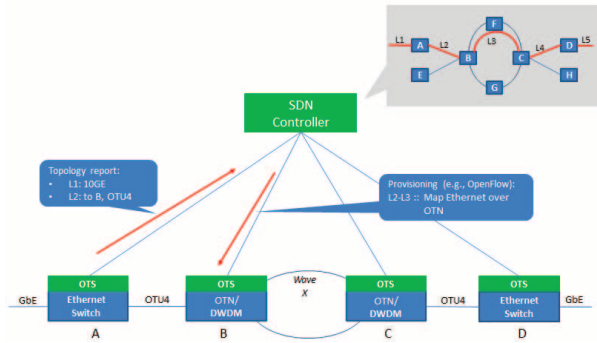 F
L1
A
L2
L3
L4
D
L5
B
C
E
G
H
SDN
Controller
Topology report:
• L1: 10GE
• L2: to B, OTU4
Provisioning (e.g., OpenFlow):
L2-L3 :: Map Ethernet over
OTN
OTS
OTS
Wave
X
OTS
OTS
GbE
Ethernet
Switch
OTU4
OTN/
DWDM
OTN/
DWDM
OTU4
Ethernet
Switch
GbE
A
B
C
D